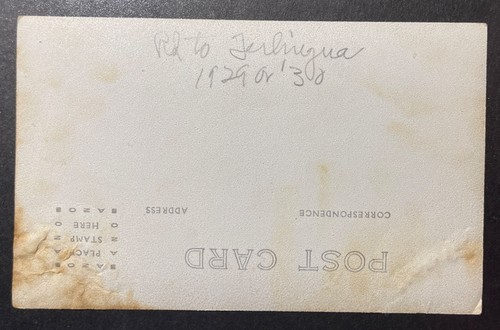 Rd to Terlingua
1929 or '30
POST CARD
CORRESPONDENCE
ADDRESS
PLACE
STAMP
HERE